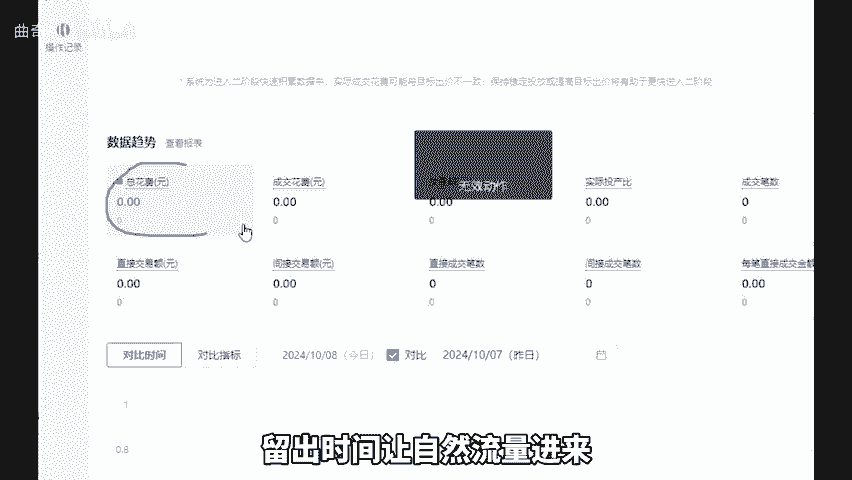 曲奇
操作记录
* 系统为进入二阶段快速积累数据中，实际成交花费可能与目标出价不一致；保持稳定投放或提高目标出价将有助于更快进入二阶段
数据趋势 查看报表
总花费(元) 成交花费(元) 无效动作 实际投产比 成交笔数
0.00 0.00 0.00 0.00 0
0 0 0 0 0
直接交易额(元) 间接交易额(元) 直接成交笔数 间接成交笔数 每笔直接成交金额
0.00 0.00 0 0 0.00
0 0 0 0 0
对比时间 对比指标 2024/10/08（今日） 对比 2024/10/07（昨日）
1
0.8
留出时间让自然流量进来